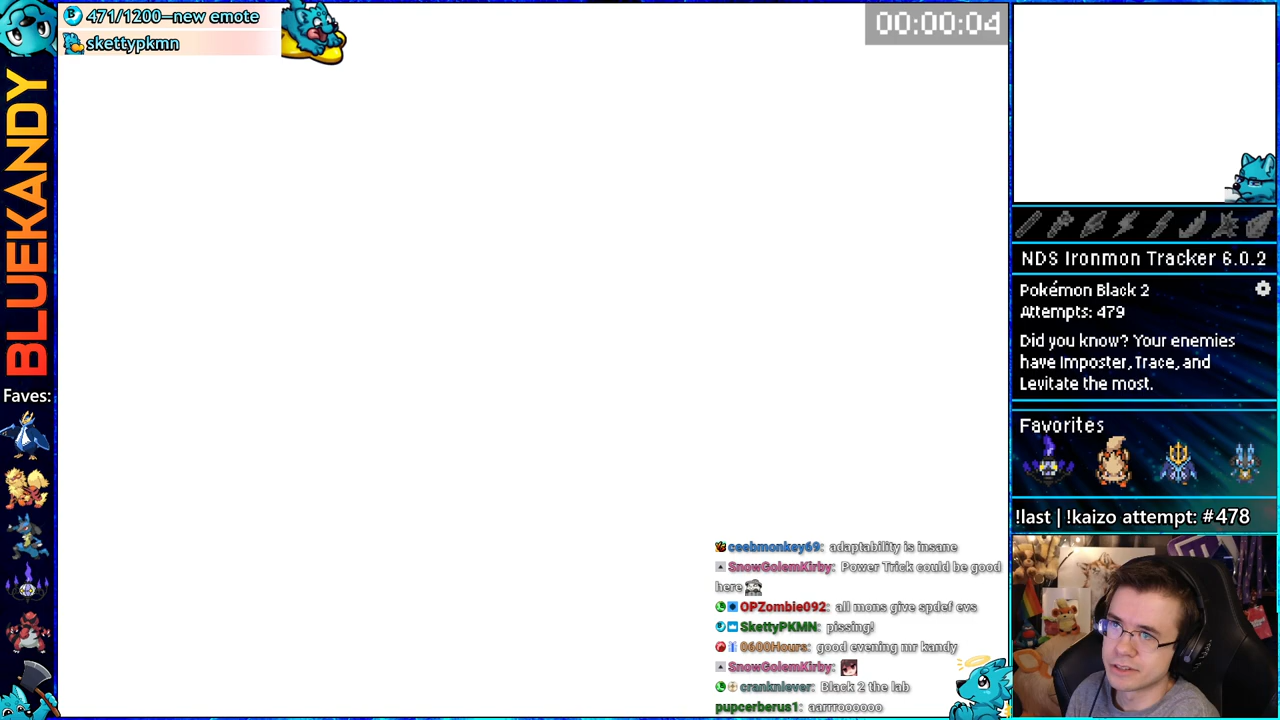 471/1200—new emote
skettypkmn
00:00:04
BLUEKANDY
Faves:
NDS Ironmon Tracker 6.0.2
Pokémon Black 2
Attempts: 479
Did you know? Your enemies
have Imposter, Trace, and
Levitate the most.
Favorites
!last | !kaizo attempt: #478
ceebmonkey69: adaptability is insane
SnowGolemKirby: Power Trick could be good
here
OPZombie092: all mons give spdef evs
SkettyPKMN: pissing!
0600Hours: good evening mr kandy
SnowGolemKirby:
cranknlever: Black 2 the lab
pupcerberus1: aarrroooooo